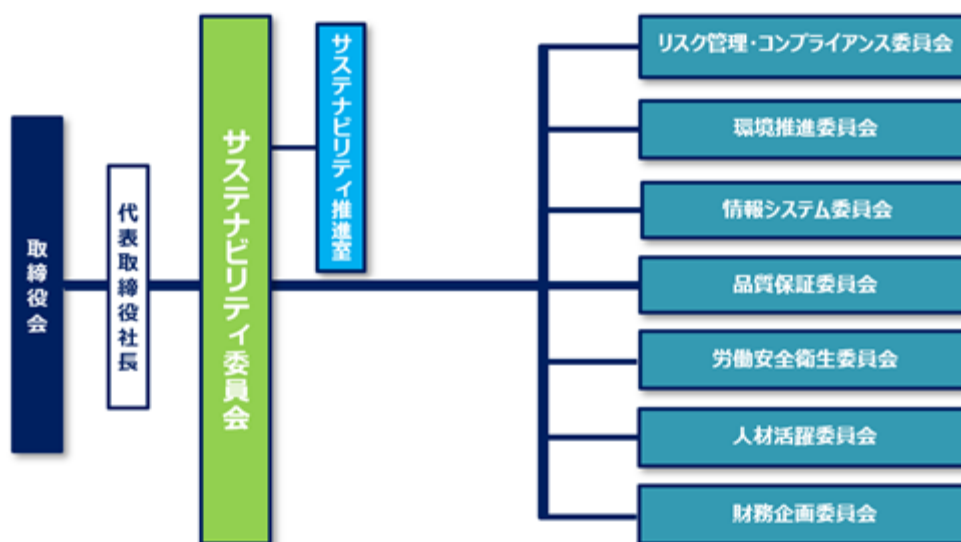 取締役会
代表取締役社長
サステナビリティ委員会
サステナビリティ推進室
リスク管理・コンプライアンス委員会
環境推進委員会
情報システム委員会
品質保証委員会
労働安全衛生委員会
人材活躍委員会
財務企画委員会